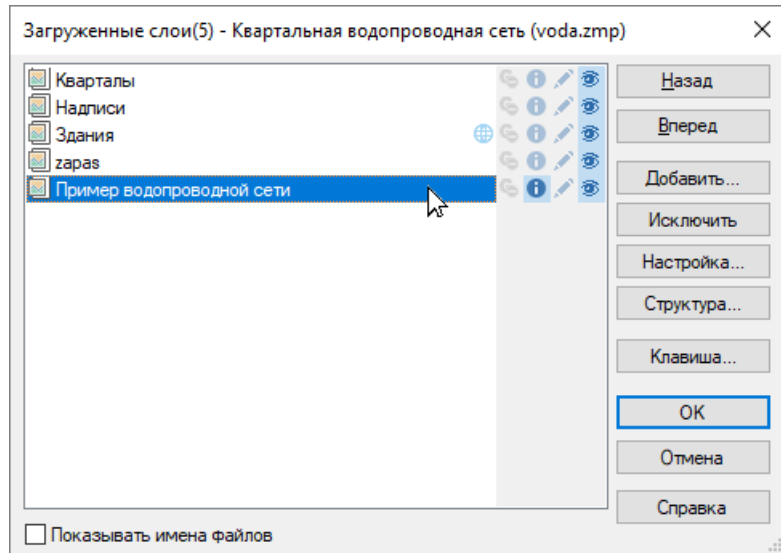 Загруженные слои(5) - Квартальная водопроводная сеть (voda.zmp)
Кварталы
Надписи
Здания
zapas
Пример водопроводной сети
Назад
Вперед
Добавить...
Исключить
Настройка...
Структура...
Клавиша...
OK
Отмена
Справка
Показывать имена файлов